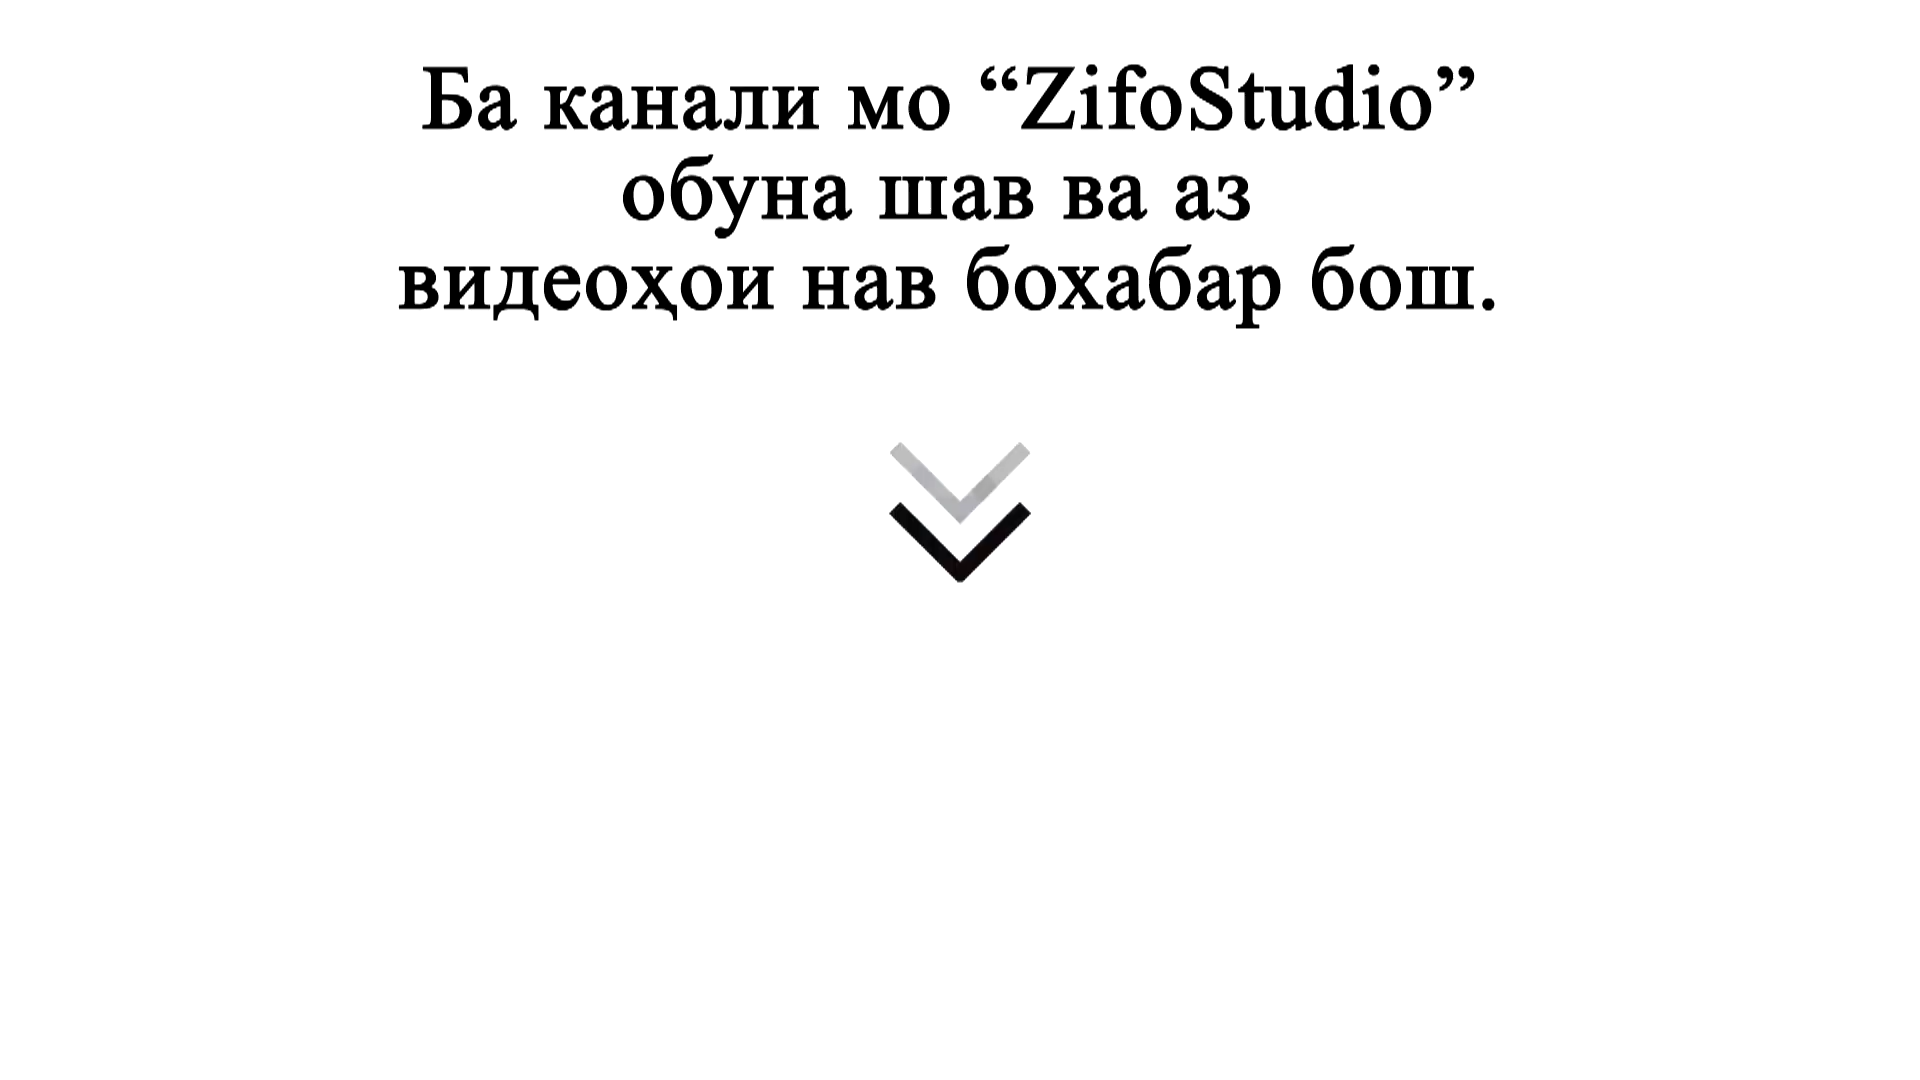 Ба канали мо “ZifoStudio”
обуна шав ва аз
видеоҳои нав бохабар бош.